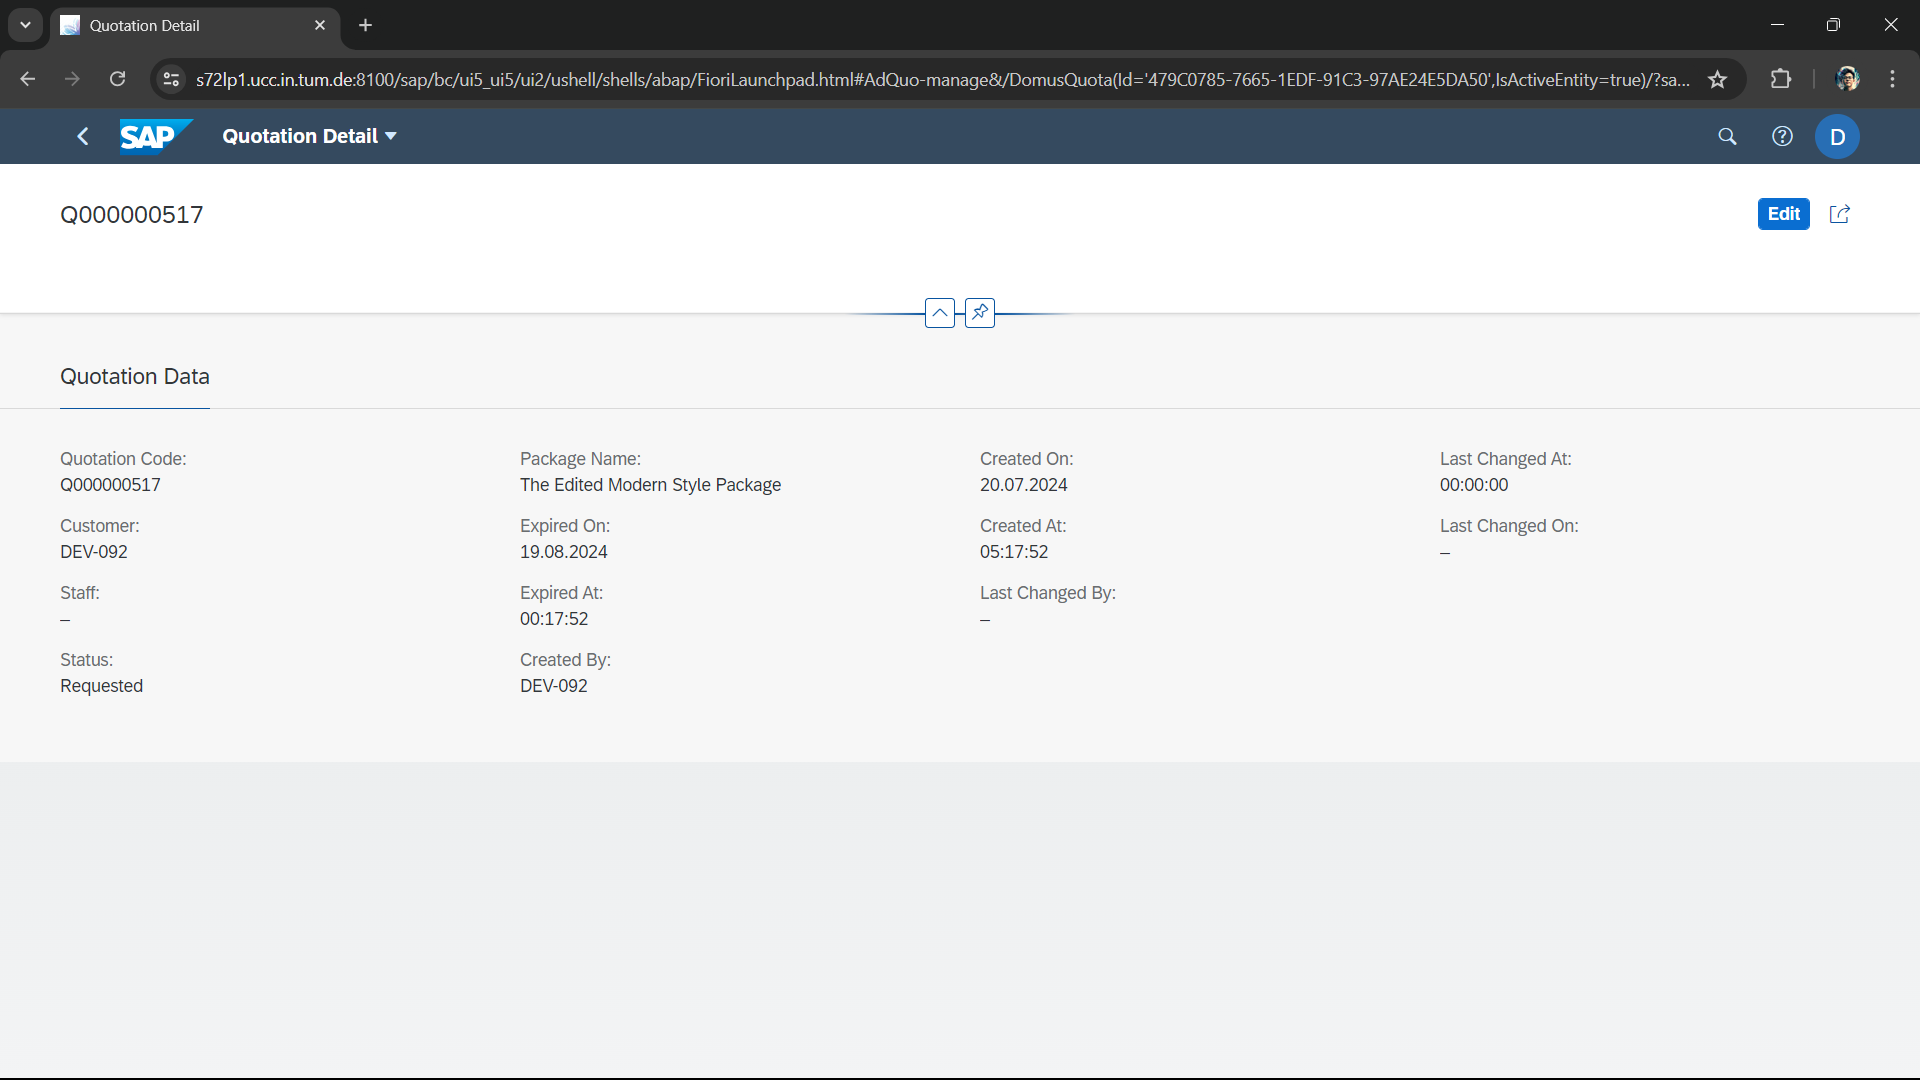 Quotation Detail
s72lp1.ucc.in.tum.de:8100/sap/bc/ui5_ui5/ui2/ushell/shells/abap/FioriLaunchpad.html#AdQuo-manage&/DomusQuota(Id='479C0785-7665-1EDF-91C3-97AE24E5DA50',IsActiveEntity=true)/?sa...
SAP Quotation Detail D
Q000000517
Edit
Quotation Data
Quotation Code:
Q000000517
Customer:
DEV-092
Staff:
–
Status:
Requested
Package Name:
The Edited Modern Style Package
Expired On:
19.08.2024
Expired At:
00:17:52
Created By:
DEV-092
Created On:
20.07.2024
Created At:
05:17:52
Last Changed By:
–
Last Changed At:
00:00:00
Last Changed On:
–